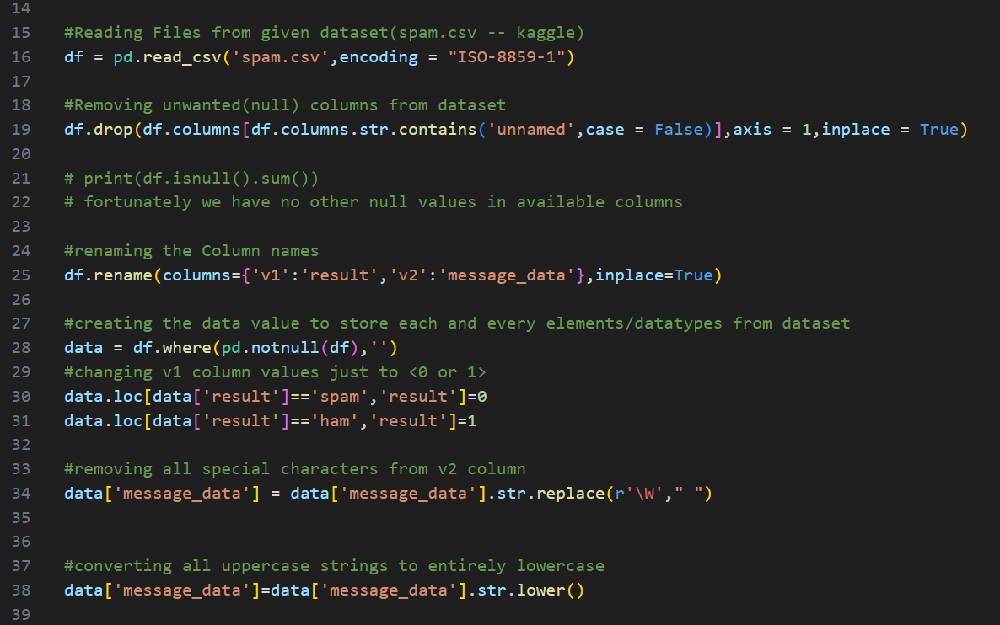 14
15 #Reading Files from given dataset(spam.csv -- kaggle)
16 df = pd.read_csv('spam.csv',encoding = "ISO-8859-1")
17
18 #Removing unwanted(null) columns from dataset
19 df.drop(df.columns[df.columns.str.contains('unnamed',case = False)],axis = 1,inplace = True)
20
21 # print(df.isnull().sum())
22 # fortunately we have no other null values in available columns
23
24 #renaming the Column names
25 df.rename(columns={'v1':'result','v2':'message_data'},inplace=True)
26
27 #creating the data value to store each and every elements/datatypes from dataset
28 data = df.where(pd.notnull(df),'')
29 #changing v1 column values just to <0 or 1>
30 data.loc[data['result']=='spam','result']=0
31 data.loc[data['result']=='ham','result']=1
32
33 #removing all special characters from v2 column
34 data['message_data'] = data['message_data'].str.replace(r'\W'," ")
35
36
37 #converting all uppercase strings to entirely lowercase
38 data['message_data']=data['message_data'].str.lower()
39